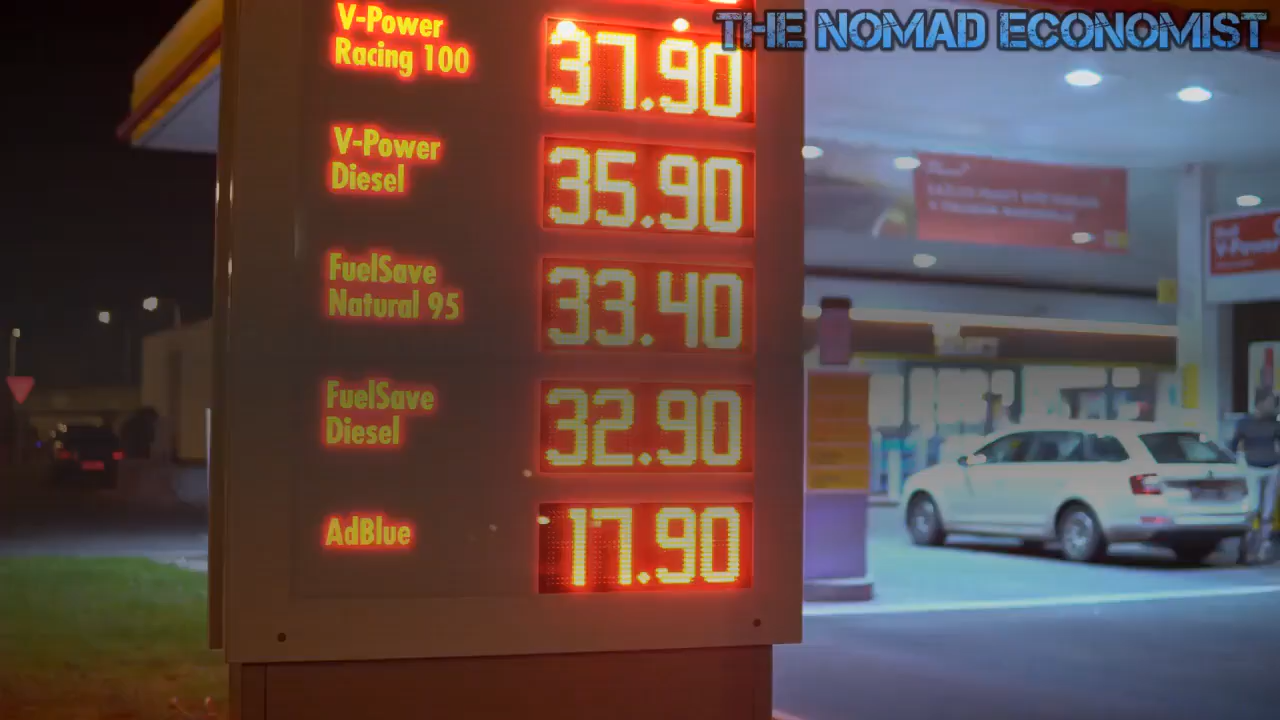 THE NOMAD ECONOMIST
V-Power
Racing 100
37.90
V-Power
Diesel
35.90
FuelSave
Natural 95
33.40
FuelSave
Diesel
32.90
AdBlue
17.90
V-Power